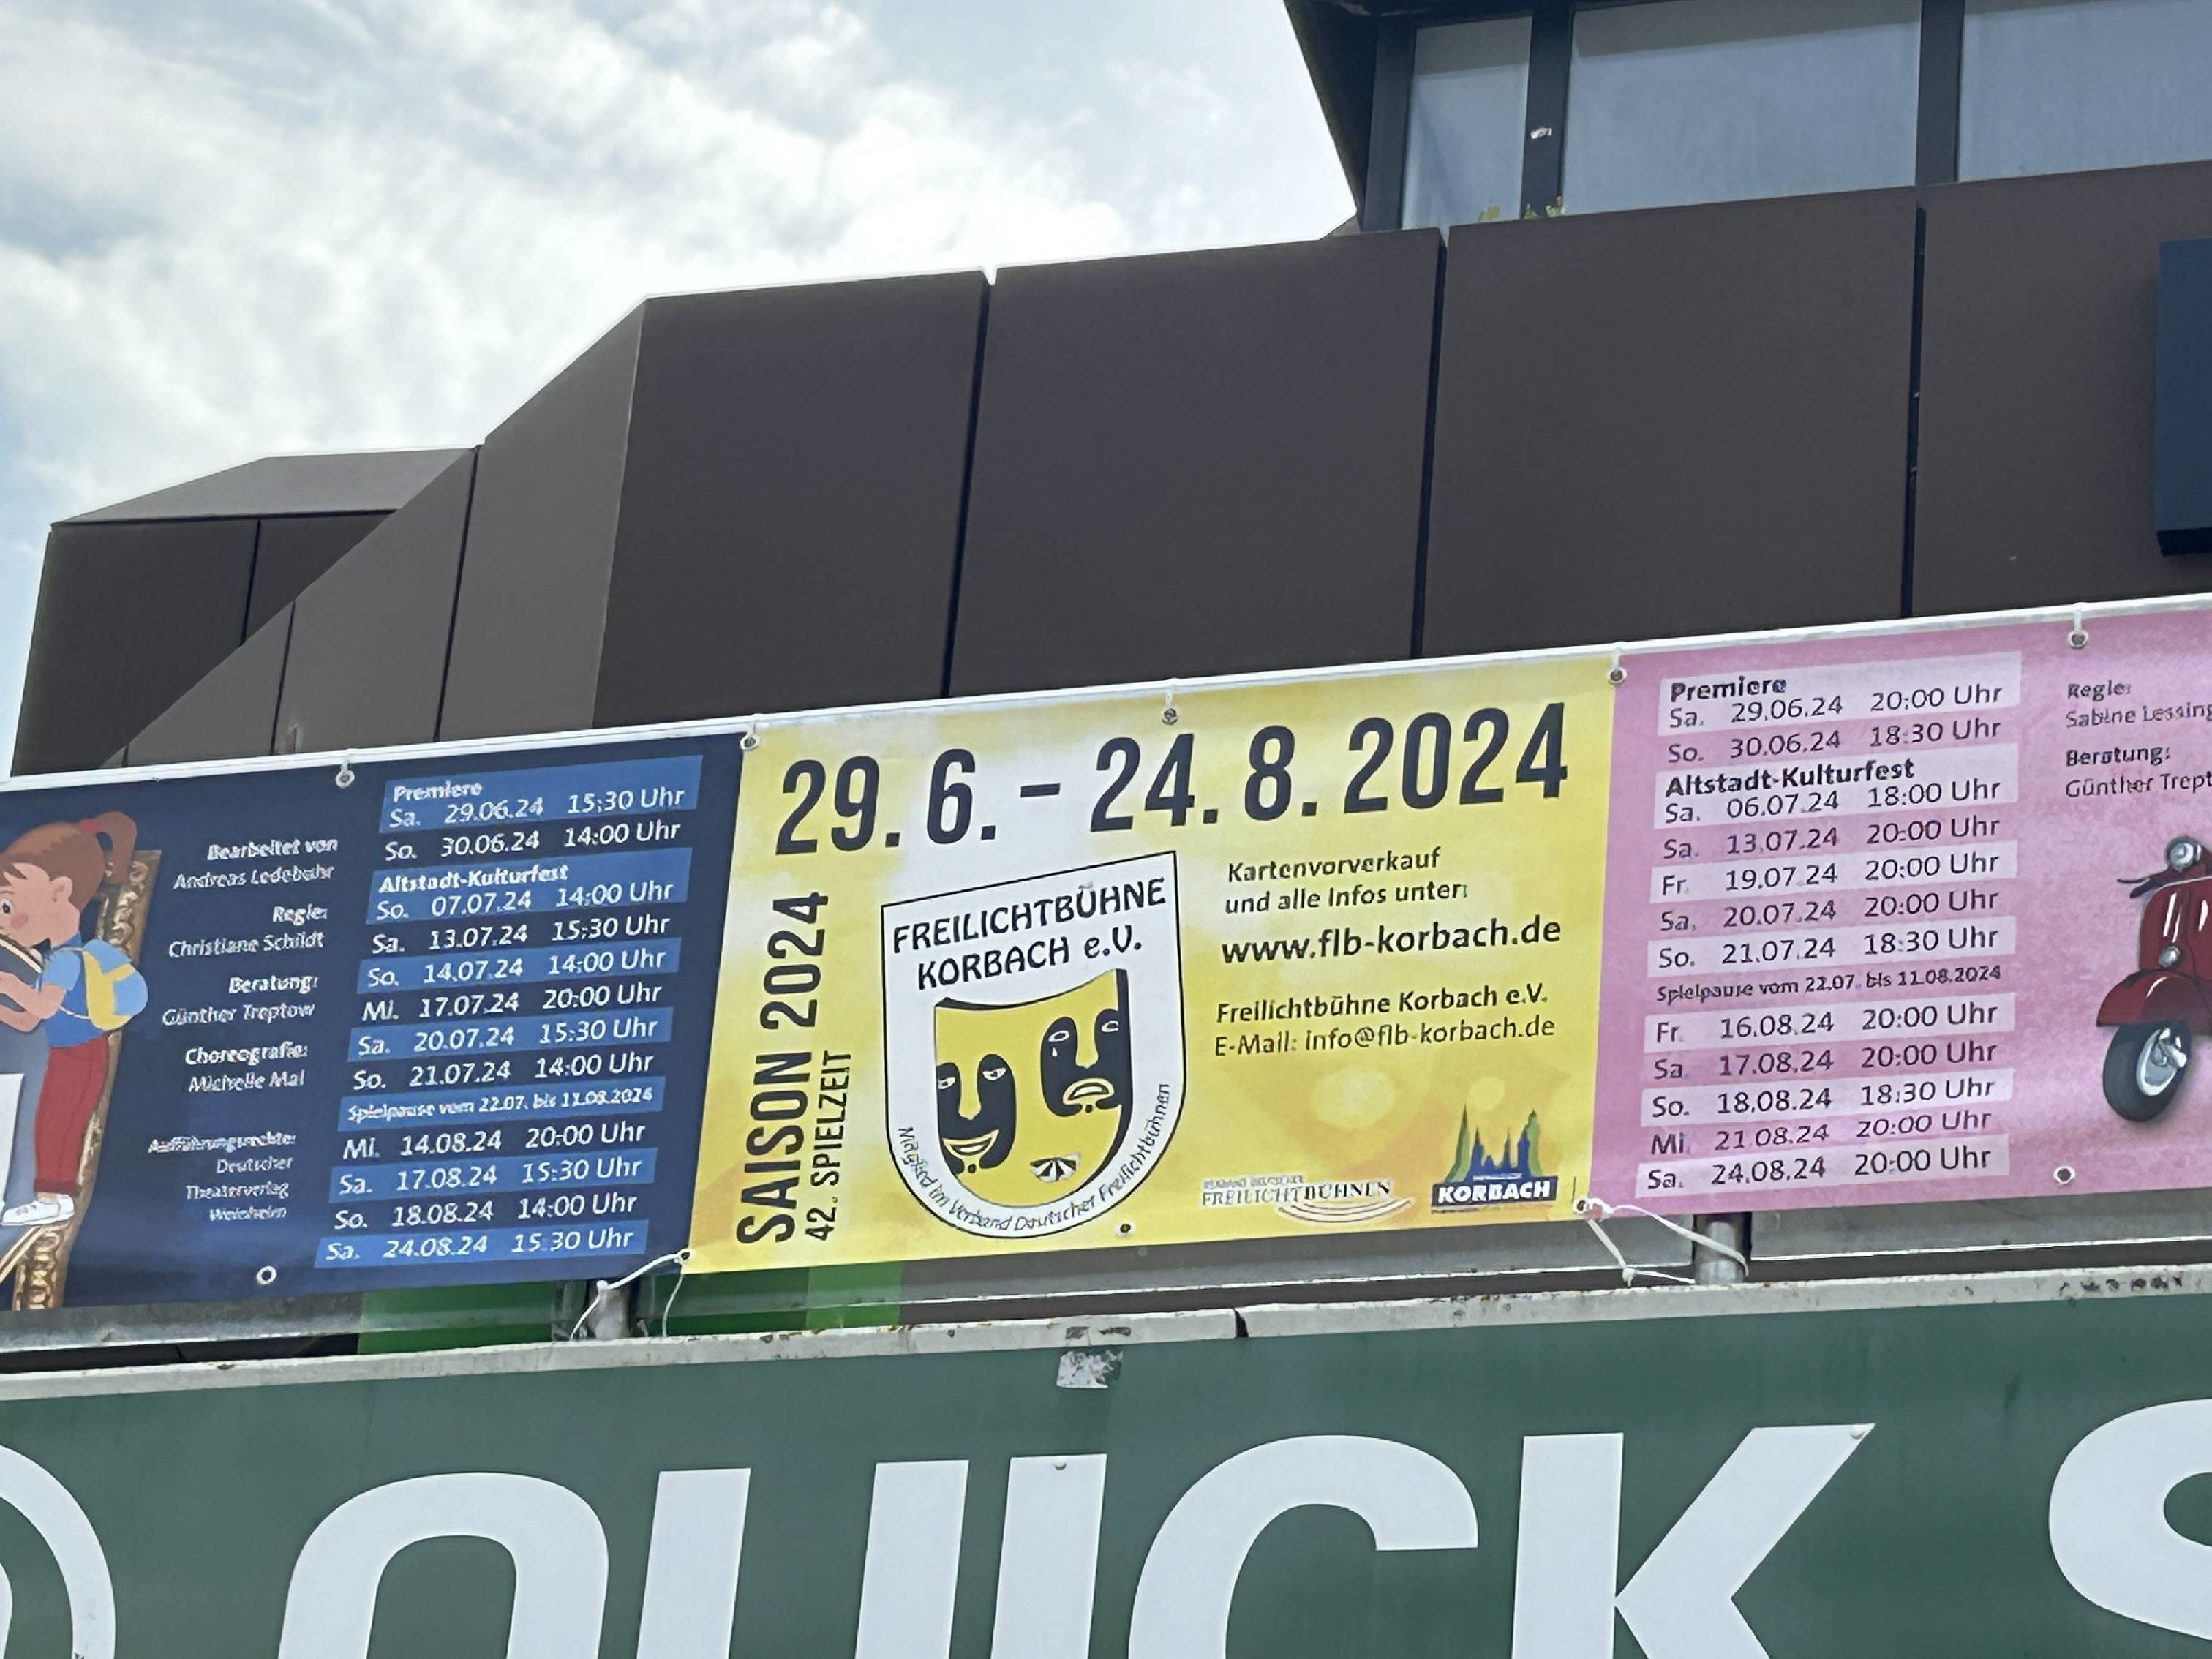 Bearbeitet von
Andreas Ledebuhr
Regie:
Christiane Schildt
Beratung:
Günther Treptow
Choreografie:
Michelle Mai
Aufführungsrechte:
Deutscher
Theaterverlag
Weinheim
Premiere
Sa. 29.06.24 15:30 Uhr
So. 30.06.24 14:00 Uhr
Altstadt-Kulturfest
So. 07.07.24 14:00 Uhr
Sa. 13.07.24 15:30 Uhr
So. 14.07.24 14:00 Uhr
Mi. 17.07.24 20:00 Uhr
Sa. 20.07.24 15:30 Uhr
So. 21.07.24 14:00 Uhr
Spielpause vom 22.07. bis 11.08.2024
Mi. 14.08.24 20:00 Uhr
Sa. 17.08.24 15:30 Uhr
So. 18.08.24 14:00 Uhr
Sa. 24.08.24 15:30 Uhr
29.6.-24.8.2024
SAISON 2024
42. SPIELZEIT
FREILICHTBÜHNE
KORBACH e.V.
Mitglied im Verband Deutscher Freilichtbühnen
Kartenvorverkauf
und alle Infos unter:
www.flb-korbach.de
Freilichtbühne Korbach e.V.
E-Mail: info@flb-korbach.de
FREILICHTBÜHNEN
KORBACH
Premiere
Sa. 29.06.24 20:00 Uhr
So. 30.06.24 18:30 Uhr
Altstadt-Kulturfest
Sa. 06.07.24 18:00 Uhr
Sa. 13.07.24 20:00 Uhr
Fr. 19.07.24 20:00 Uhr
Sa. 20.07.24 20:00 Uhr
So. 21.07.24 18:30 Uhr
Spielpause vom 22.07. bis 11.08.2024
Fr. 16.08.24 20:00 Uhr
Sa. 17.08.24 20:00 Uhr
So. 18.08.24 18:30 Uhr
Mi. 21.08.24 20:00 Uhr
Sa. 24.08.24 20:00 Uhr
Regie:
Sabine Lessing
Beratung:
Günther Trept
QUICK S